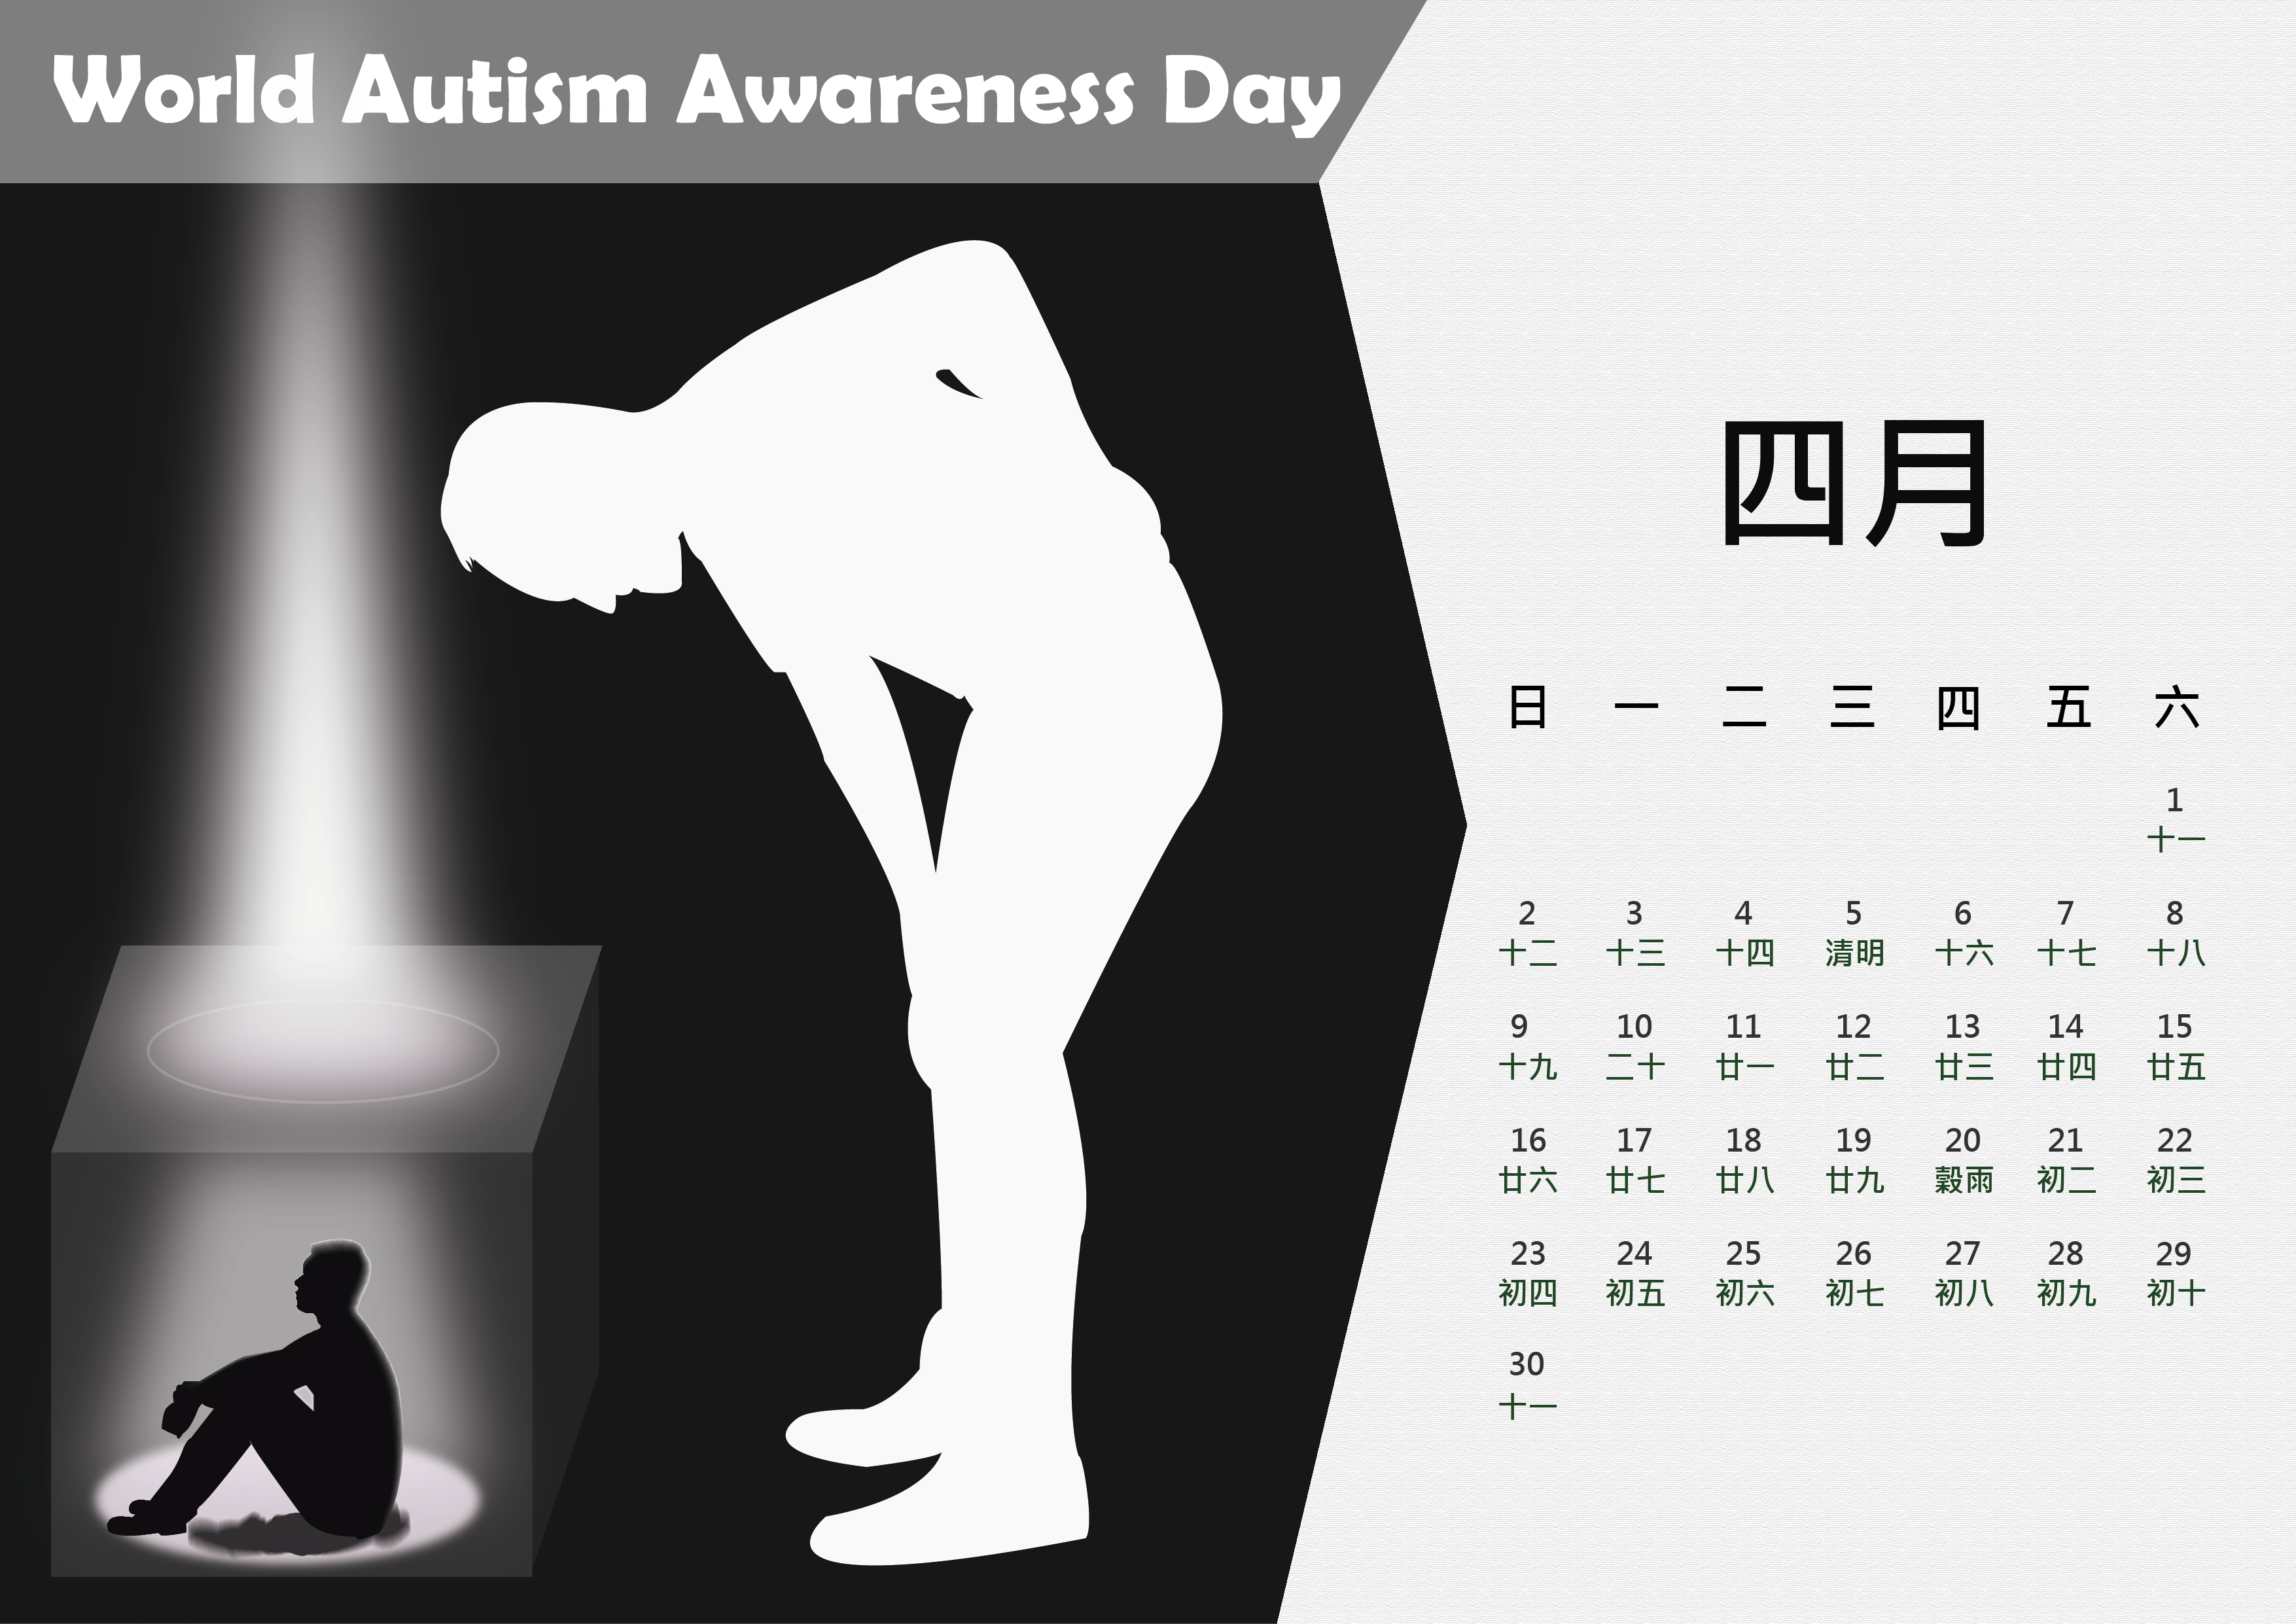 World Autism Awareness Day
四月
日 一 二 三 四 五 六
1
十一
2 3 4 5 6 7 8
十二 十三 十四 清明 十六 十七 十八
9 10 11 12 13 14 15
十九 二十 廿一 廿二 廿三 廿四 廿五
16 17 18 19 20 21 22
廿六 廿七 廿八 廿九 穀雨 初二 初三
23 24 25 26 27 28 29
初四 初五 初六 初七 初八 初九 初十
30
十一